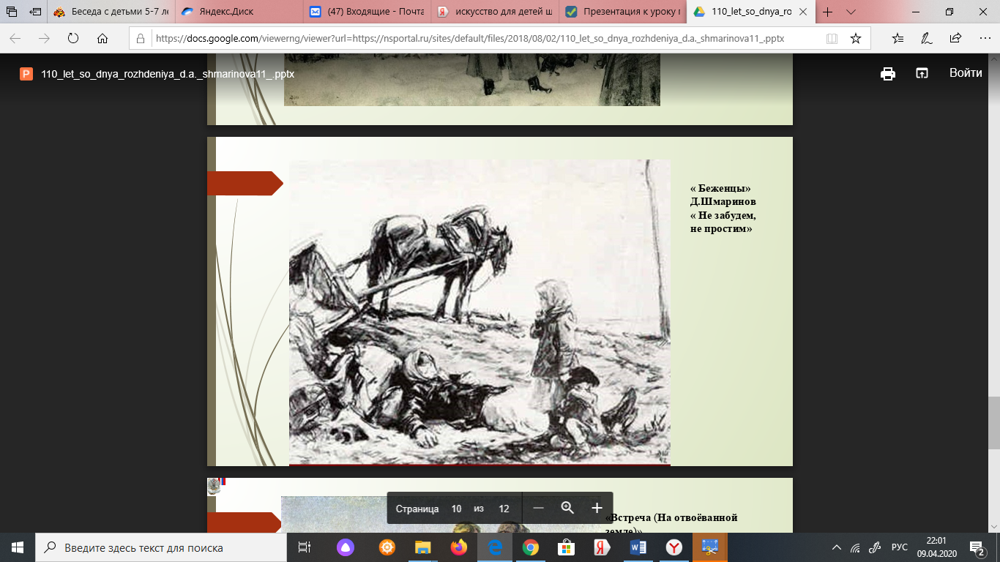 Беседа с детьми 5-7 ле
Яндекс.Диск
(47) Входящие - Почта
искусство для детей ш
Презентация к уроку п
110_let_so_dnya_ro
https://docs.google.com/viewerng/viewer?url=https://nsportal.ru/sites/default/files/2018/08/02/110_let_so_dnya_rozhdeniya_d.a._shmarinova11_.pptx
110_let_so_dnya_rozhdeniya_d.a._shmarinova11_.pptx
Войти
« Беженцы»
Д.Шмаринов
« Не забудем,
не простим»
Страница 10 из 12
«Встреча (На отвоёванной
земле)»
Введите здесь текст для поиска
РУС
22:01
09.04.2020
2